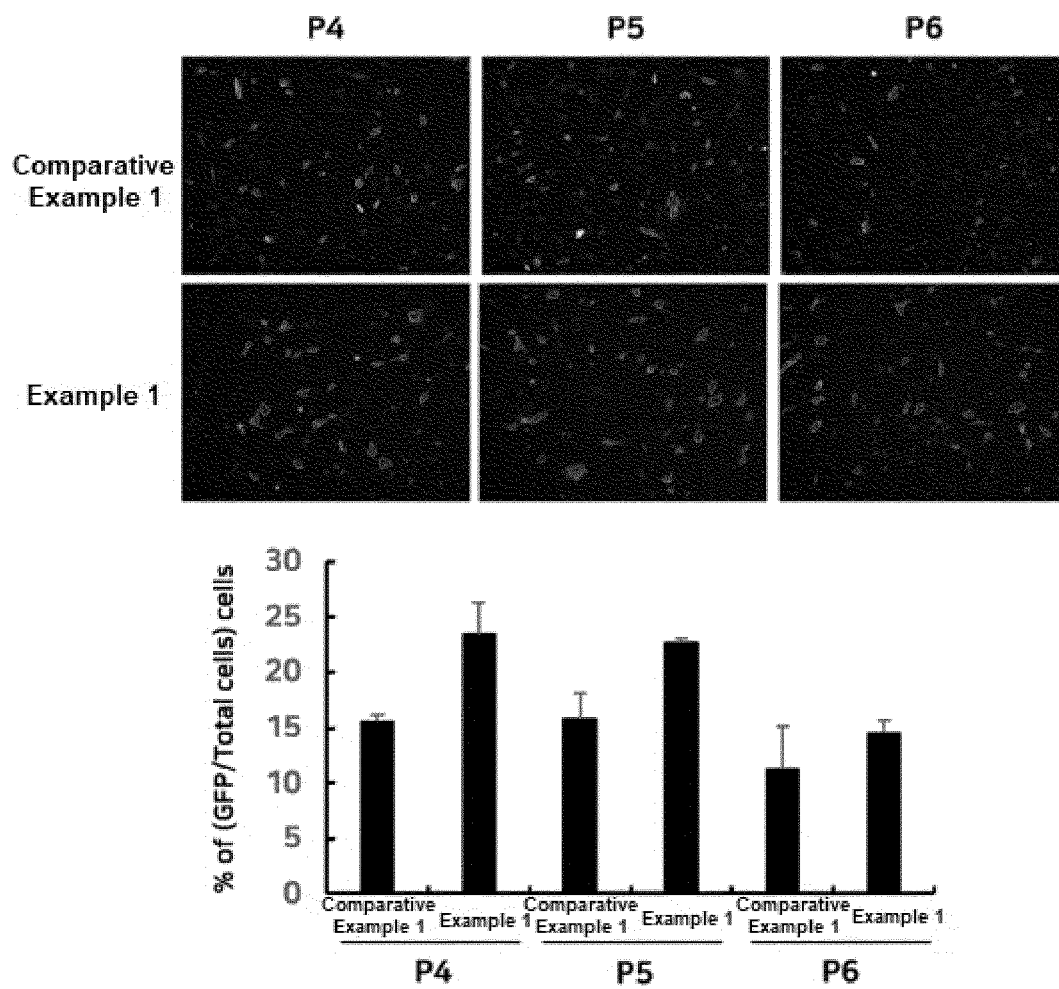 P4 P5 P6
Comparative
Example 1
Example 1
% of (GFP/Total cells) cells
30
25
20
15
10
5
0
Comparative Example 1 Comparative Example 1 Comparative Example 1
Example 1 Example 1 Example 1
P4 P5 P6